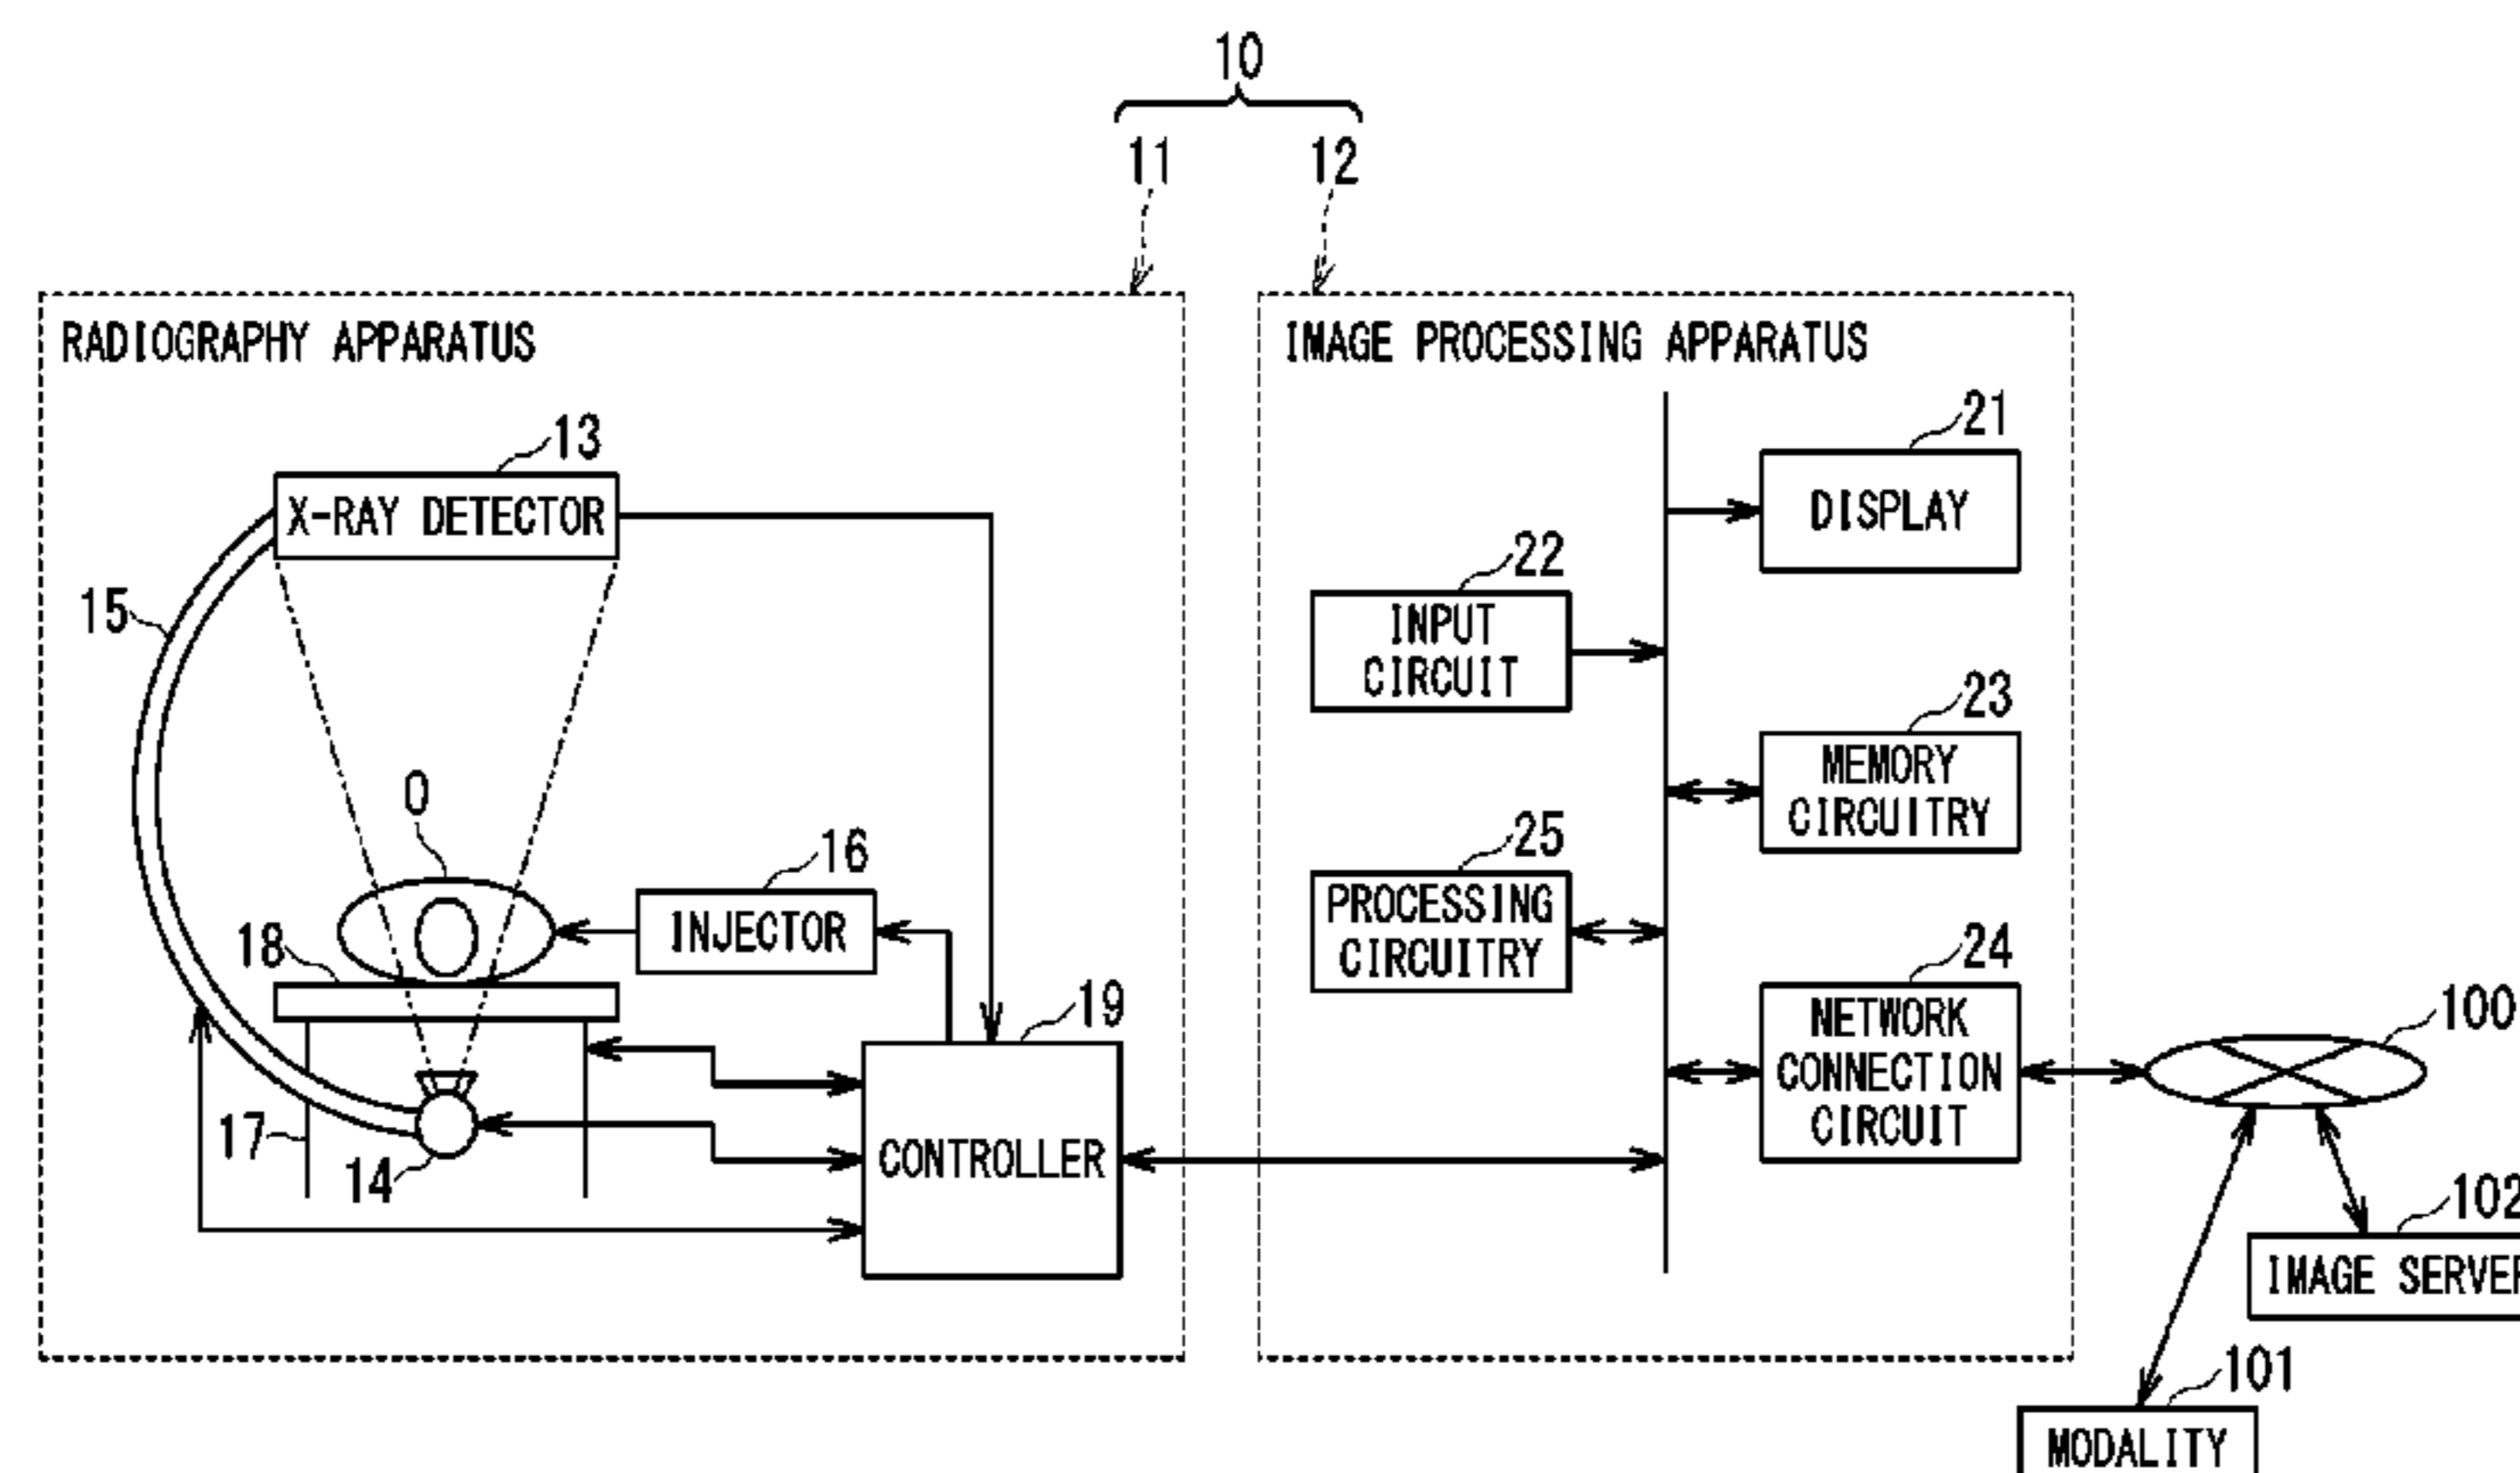 10
11
12
RADIOGRAPHY APPARATUS
13
X-RAY DETECTOR
15
O
16
INJECTOR
18
19
CONTROLLER
17
14
IMAGE PROCESSING APPARATUS
21
DISPLAY
22
INPUT
CIRCUIT
23
MEMORY
CIRCUITRY
25
PROCESSING
CIRCUITRY
24
NETWORK
CONNECTION
CIRCUIT
100
102
IMAGE SERVER
101
MODALITY